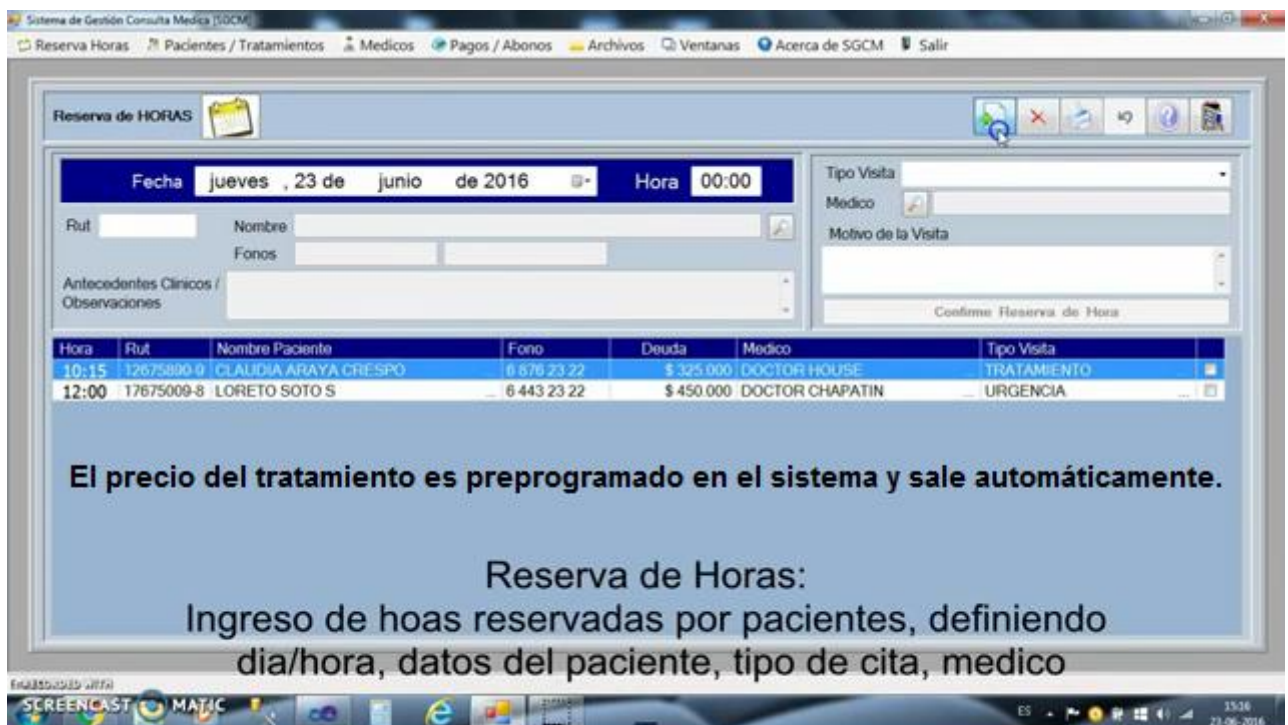 Sistema de Gestión Consulta Medica [SGCM]
Reserva Horas Pacientes / Tratamientos Medicos Pagos / Abonos Archivos Ventanas Acerca de SGCM Salir
Reserva de HORAS
Fecha jueves , 23 de junio de 2016 Hora 00:00
Tipo Visita
Medico
Rut Nombre
Motivo de la Visita
Fonos
Antecedentes Clinicos /
Observaciones
Confirme Reserva de Hora
Hora Rut Nombre Paciente Fono Deuda Medico Tipo Visita
10:15 12675890-0 CLAUDIA ARAYA CRESPO 6 876 23 22 $ 325.000 DOCTOR HOUSE TRATAMIENTO
12:00 17675009-8 LORETO SOTO S ... 6 443 23 22 $ 450.000 DOCTOR CHAPATIN ... URGENCIA ...
El precio del tratamiento es preprogramado en el sistema y sale automáticamente.
Reserva de Horas:
Ingreso de hoas reservadas por pacientes, definiendo
dia/hora, datos del paciente, tipo de cita, medico
RECORDED WITH
SCREENCAST MATIC
ES 15:16
23-06-2016